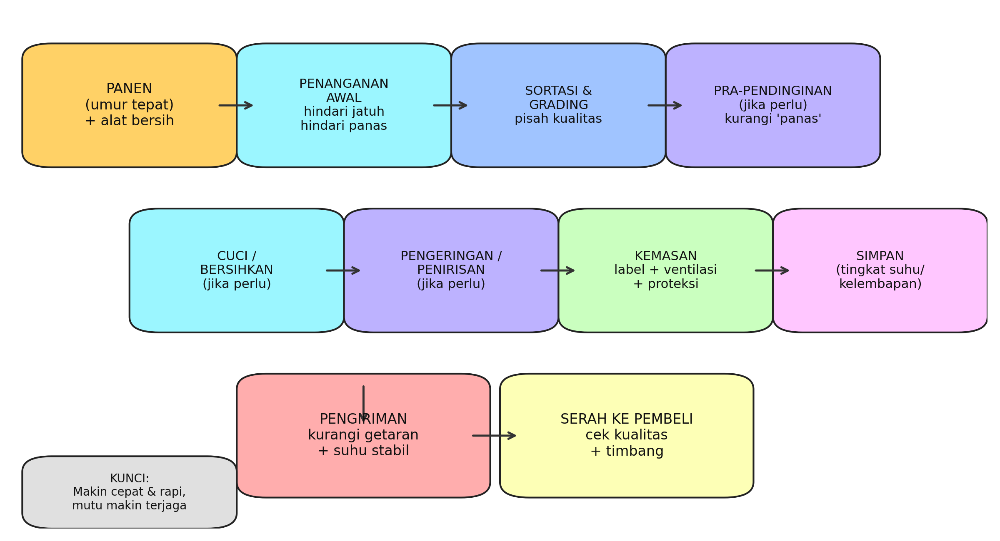 PANEN
(umur tepat)
+ alat bersih
PENANGANAN
AWAL
hindari jatuh
hindari panas
SORTASI &
GRADING
pisah kualitas
PRA-PENDINGINAN
(jika perlu)
kurangi 'panas'
CUCI /
BERSIHKAN
(jika perlu)
PENGERINGAN /
PENIRISAN
(jika perlu)
KEMASAN
label + ventilasi
+ proteksi
SIMPAN
(tingkat suhu/
kelembapan)
PENGIRIMAN
kurangi getaran
+ suhu stabil
SERAH KE PEMBELI
cek kualitas
+ timbang
KUNCI:
Makin cepat & rapi,
mutu makin terjaga